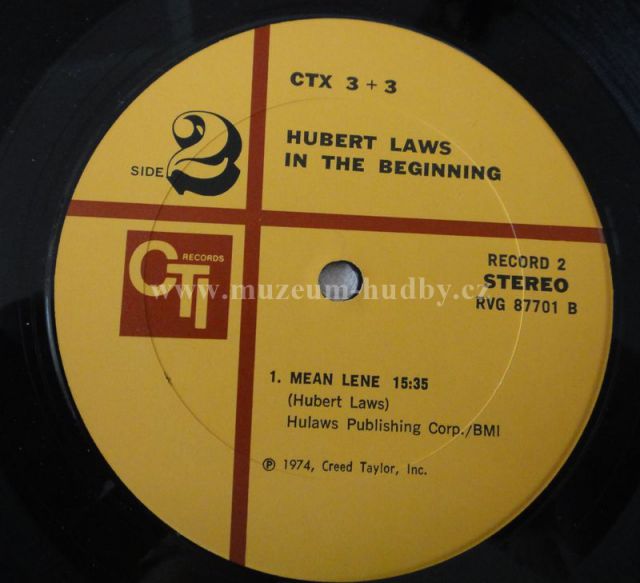 CTX 3+3
HUBERT LAWS
IN THE BEGINNING
SIDE 2
CTI RECORDS
RECORD 2
STEREO
RVG 87701 B
www.muzeum-hudby.cz
1. MEAN LENE 15:35
(Hubert Laws)
Hulaws Publishing Corp./BMI
Ⓟ 1974, Creed Taylor, Inc.